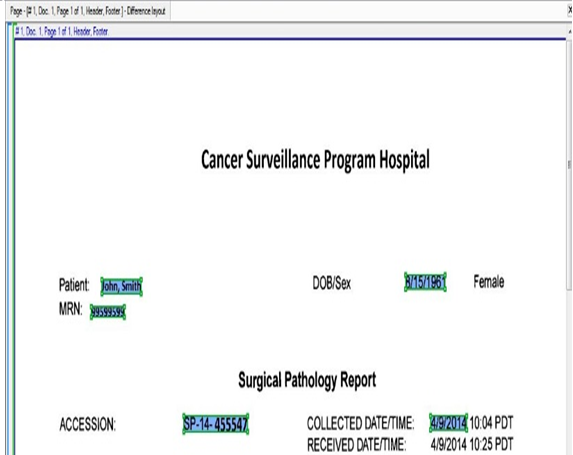 Page - [# 1, Doc. 1, Page 1 of 1, Header, Footer ] - Difference layout
# 1, Doc. 1, Page 1 of 1, Header, Footer
Cancer Surveillance Program Hospital
Patient: John, Smith DOB/Sex 8/15/1961 Female
MRN: 99599599
Surgical Pathology Report
ACCESSION: SP-14- 455547 COLLECTED DATE/TIME: 4/9/2014 10:04 PDT
RECEIVED DATE/TIME: 4/9/2014 10:25 PDT